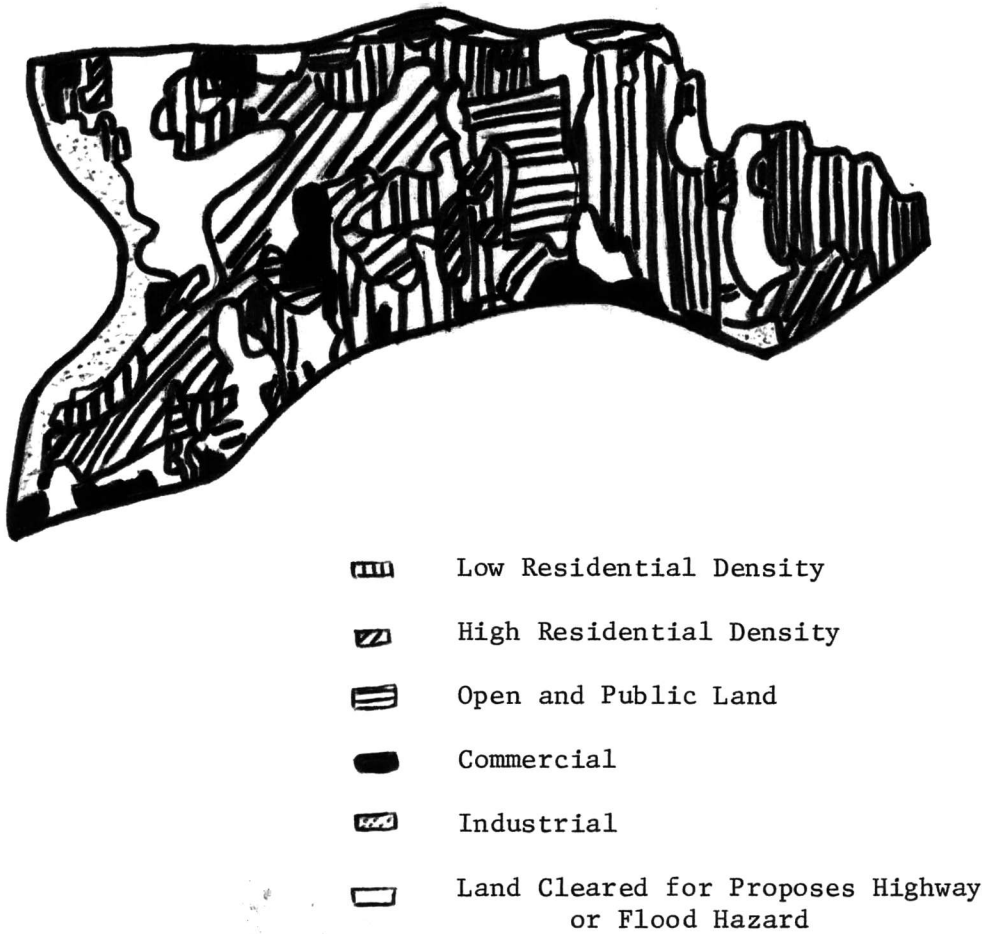 Low Residential Density
High Residential Density
Open and Public Land
Commercial
Industrial
Land Cleared for Proposes Highway
or Flood Hazard